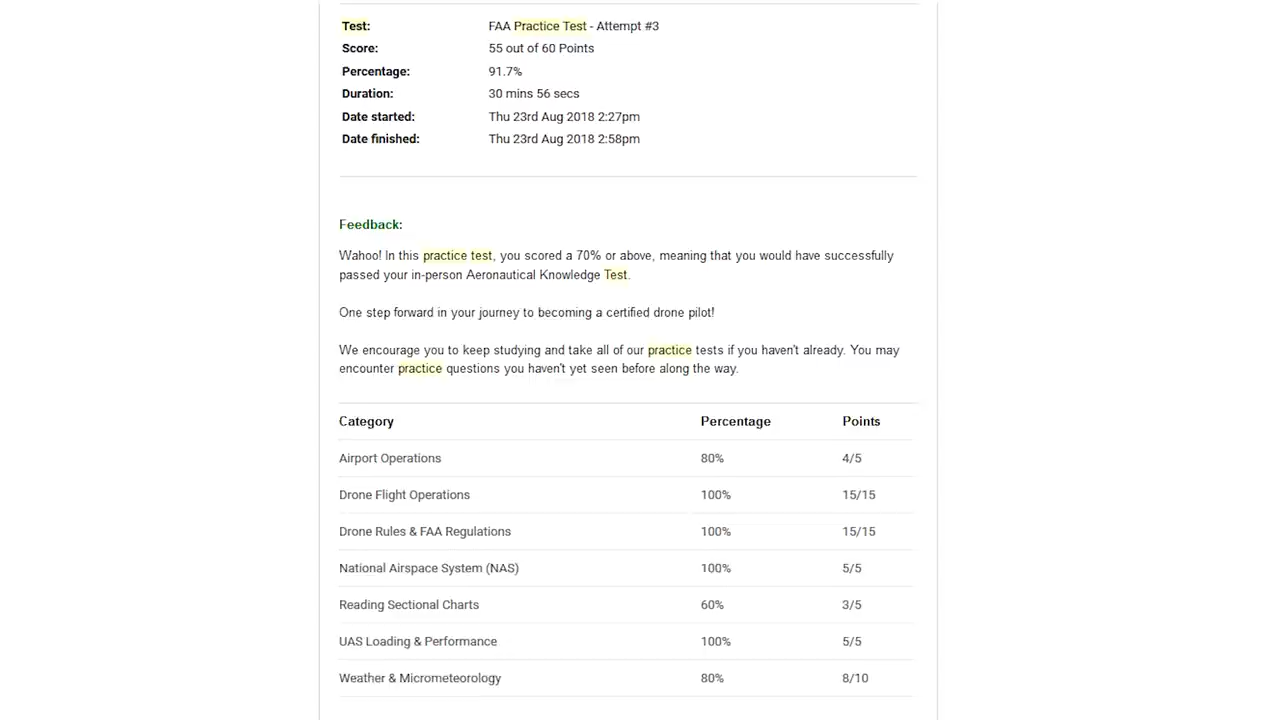 Test: FAA Practice Test - Attempt #3
Score: 55 out of 60 Points
Percentage: 91.7%
Duration: 30 mins 56 secs
Date started: Thu 23rd Aug 2018 2:27pm
Date finished: Thu 23rd Aug 2018 2:58pm
Feedback:
Wahoo! In this practice test, you scored a 70% or above, meaning that you would have successfully
passed your in-person Aeronautical Knowledge Test.
One step forward in your journey to becoming a certified drone pilot!
We encourage you to keep studying and take all of our practice tests if you haven't already. You may
encounter practice questions you haven't yet seen before along the way.
Category Percentage Points
Airport Operations 80% 4/5
Drone Flight Operations 100% 15/15
Drone Rules & FAA Regulations 100% 15/15
National Airspace System (NAS) 100% 5/5
Reading Sectional Charts 60% 3/5
UAS Loading & Performance 100% 5/5
Weather & Micrometeorology 80% 8/10